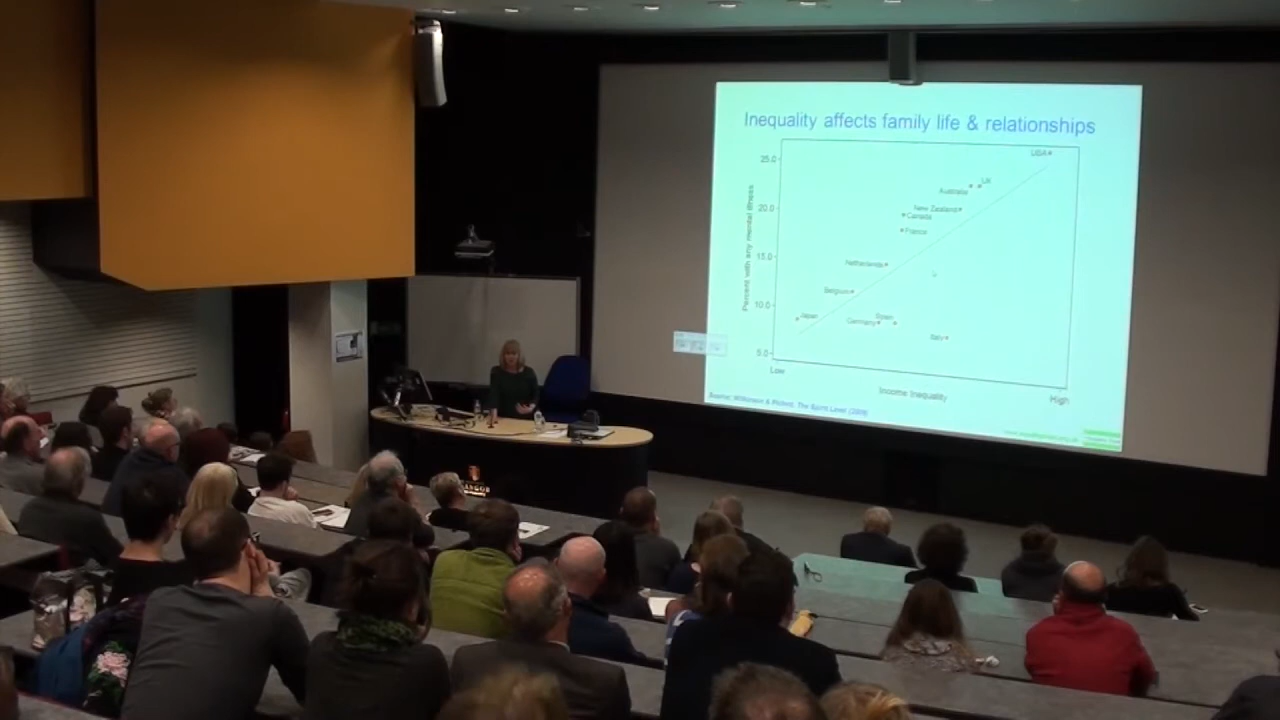 Inequality affects family life & relationships
25.0
20.0
15.0
10.0
5.0
Percent with any mental illness
USA
UK
Australia
New Zealand
Canada
France
Netherlands
Belgium
Japan
Germany
Spain
Italy
Low
Income Inequality
High
Source: Wilkinson & Pickett, The Spirit Level (2009)